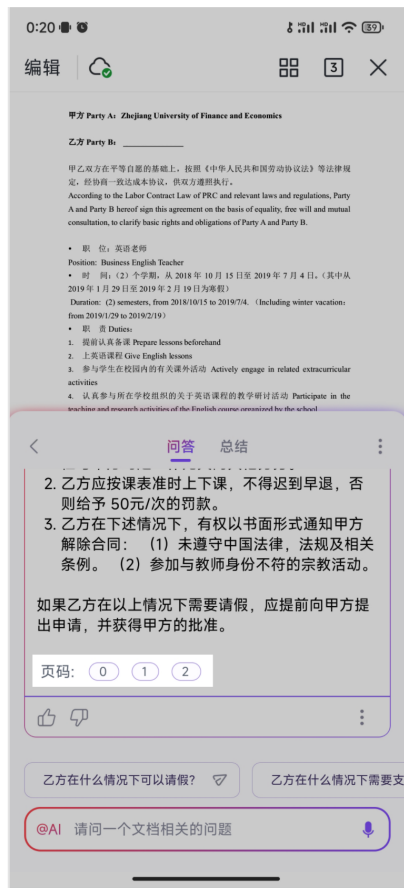 0:20
39
编辑
3
甲方 Party A: Zhejiang University of Finance and Economics
乙方 Party B:
甲乙双方在平等自愿的基础上，按照《中华人民共和国劳动协议法》等法律规
定，经协商一致达成本协议，供双方遵照执行。
According to the Labor Contract Law of PRC and relevant laws and regulations, Party
A and Party B hereof sign this agreement on the basis of equality, free will and mutual
consultation, to clarify basic rights and obligations of Party A and Party B.
• 职 位：英语老师
Position: Business English Teacher
• 时 间：（2）个学期，从 2018 年 10 月 15 日至 2019 年 7 月 4 日。（其中从
2019 年 1 月 29 日至 2019 年 2 月 19 日为寒假）
Duration: (2) semesters, from 2018/10/15 to 2019/7/4. (Including winter vacation:
from 2019/1/29 to 2019/2/19)
• 职 责 Duties:
1. 提前认真备课 Prepare lessons beforehand
2. 上英语课程 Give English lessons
3. 参与学生在校园内的有关课外活动 Actively engage in related extracurricular
activities
4. 认真参与所在学校组织的关于英语课程的教学研讨活动 Participate in the
teaching and research activities of the English course organized by the school
问答 总结
2. 乙方应按课表准时上下课，不得迟到早退，否
则给予 50元/次的罚款。
3. 乙方在下述情况下，有权以书面形式通知甲方
解除合同： （1）未遵守中国法律，法规及相关
条例。 （2）参加与教师身份不符的宗教活动。
如果乙方在以上情况下需要请假，应提前向甲方提
出申请，并获得甲方的批准。
页码: 0 1 2
乙方在什么情况下可以请假? 乙方在什么情况下需要支
@AI 请问一个文档相关的问题